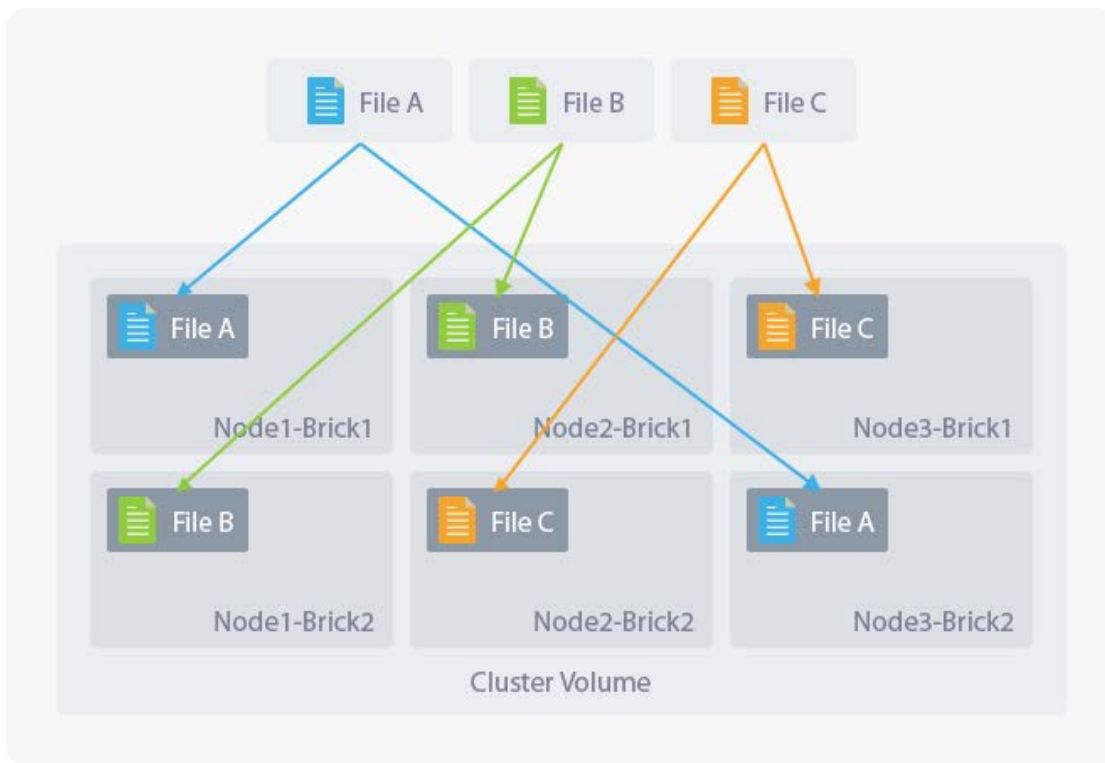 File A
File B
File C
File A
File B
File C
Node1-Brick1
Node2-Brick1
Node3-Brick1
File B
File C
File A
Node1-Brick2
Node2-Brick2
Node3-Brick2
Cluster Volume